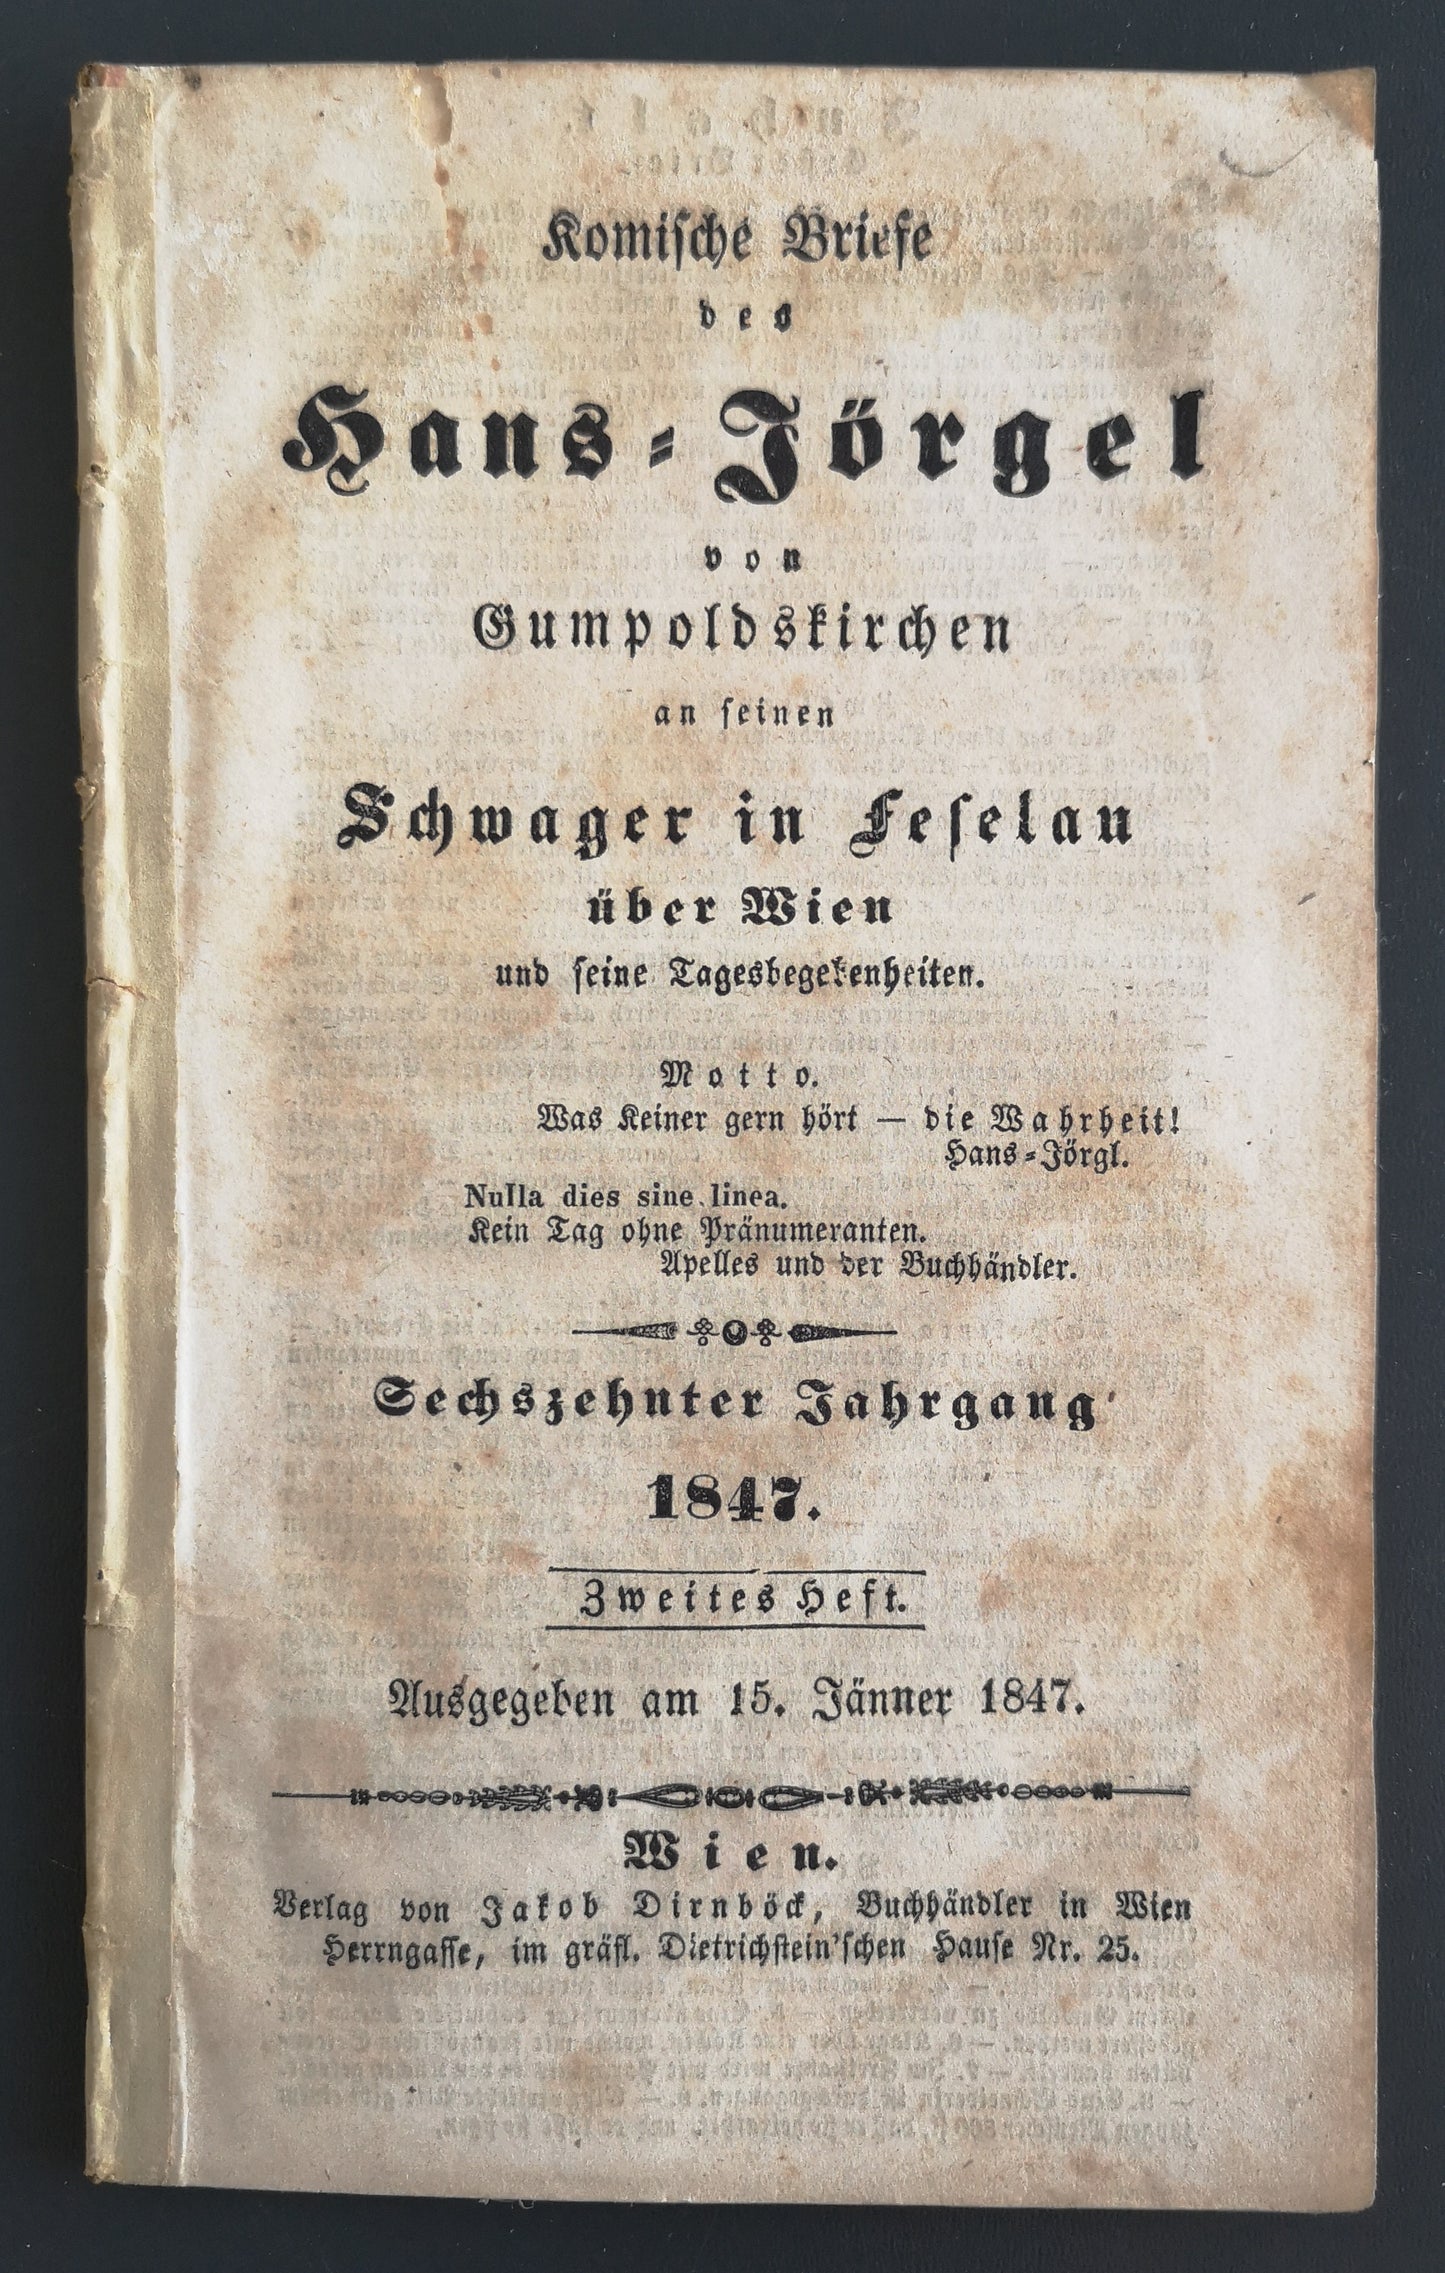 Komische Briefe
des
Hans-Jörgel
von
Gumpoldskirchen
an seinen
Schwager in Feselau
über Wien
und seine Tagesbegebenheiten.
Motto.
Was Keiner gern hört — die Wahrheit!
Hans-Jörgl.
Nulla dies sine linea.
Kein Tag ohne Pränumeranten.
Apelles und der Buchhändler.
Sechszehnter Jahrgang
1847.
Zweites Heft.
Ausgegeben am 15. Jänner 1847.
Wien.
Verlag von Jakob Dirnböck, Buchhändler in Wien
Herrngasse, im gräfl. Dietrichstein'schen Hause Nr. 25.